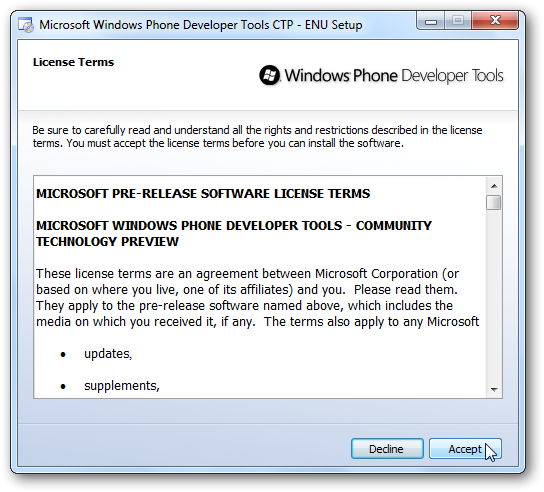 Microsoft Windows Phone Developer Tools CTP - ENU Setup
License Terms
Windows Phone Developer Tools
Be sure to carefully read and understand all the rights and restrictions described in the license
terms. You must accept the license terms before you can install the software.
MICROSOFT PRE-RELEASE SOFTWARE LICENSE TERMS
MICROSOFT WINDOWS PHONE DEVELOPER TOOLS - COMMUNITY
TECHNOLOGY PREVIEW
These license terms are an agreement between Microsoft Corporation (or
based on where you live, one of its affiliates) and you.  Please read them.
They apply to the pre-release software named above, which includes the
media on which you received it, if any.  The terms also apply to any Microsoft
• updates,
• supplements,
Decline
Accept